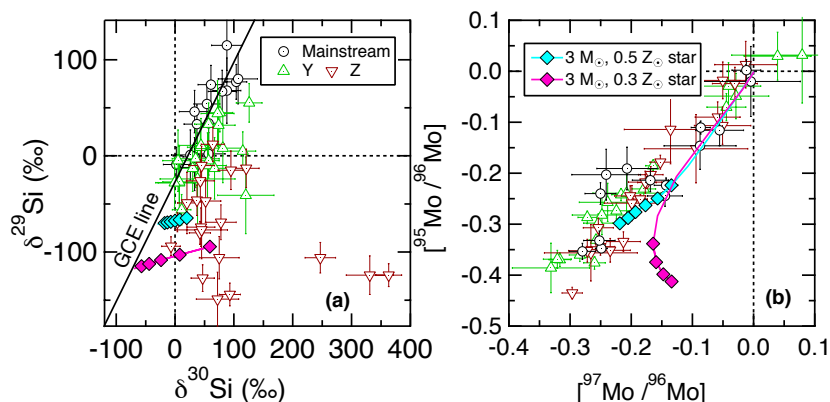 100
0
-100
δ²⁹Si (‰)
GCE line
Mainstream
Y Z
(a)
-100 0 100 200 300 400
δ³⁰Si (‰)
0.1
0.0
-0.1
-0.2
-0.3
-0.4
-0.5
[⁹⁵Mo /⁹⁶Mo]
3 M☉, 0.5 Z☉ star
3 M☉, 0.3 Z☉ star
(b)
-0.4 -0.3 -0.2 -0.1 0.0 0.1
[⁹⁷Mo /⁹⁶Mo]